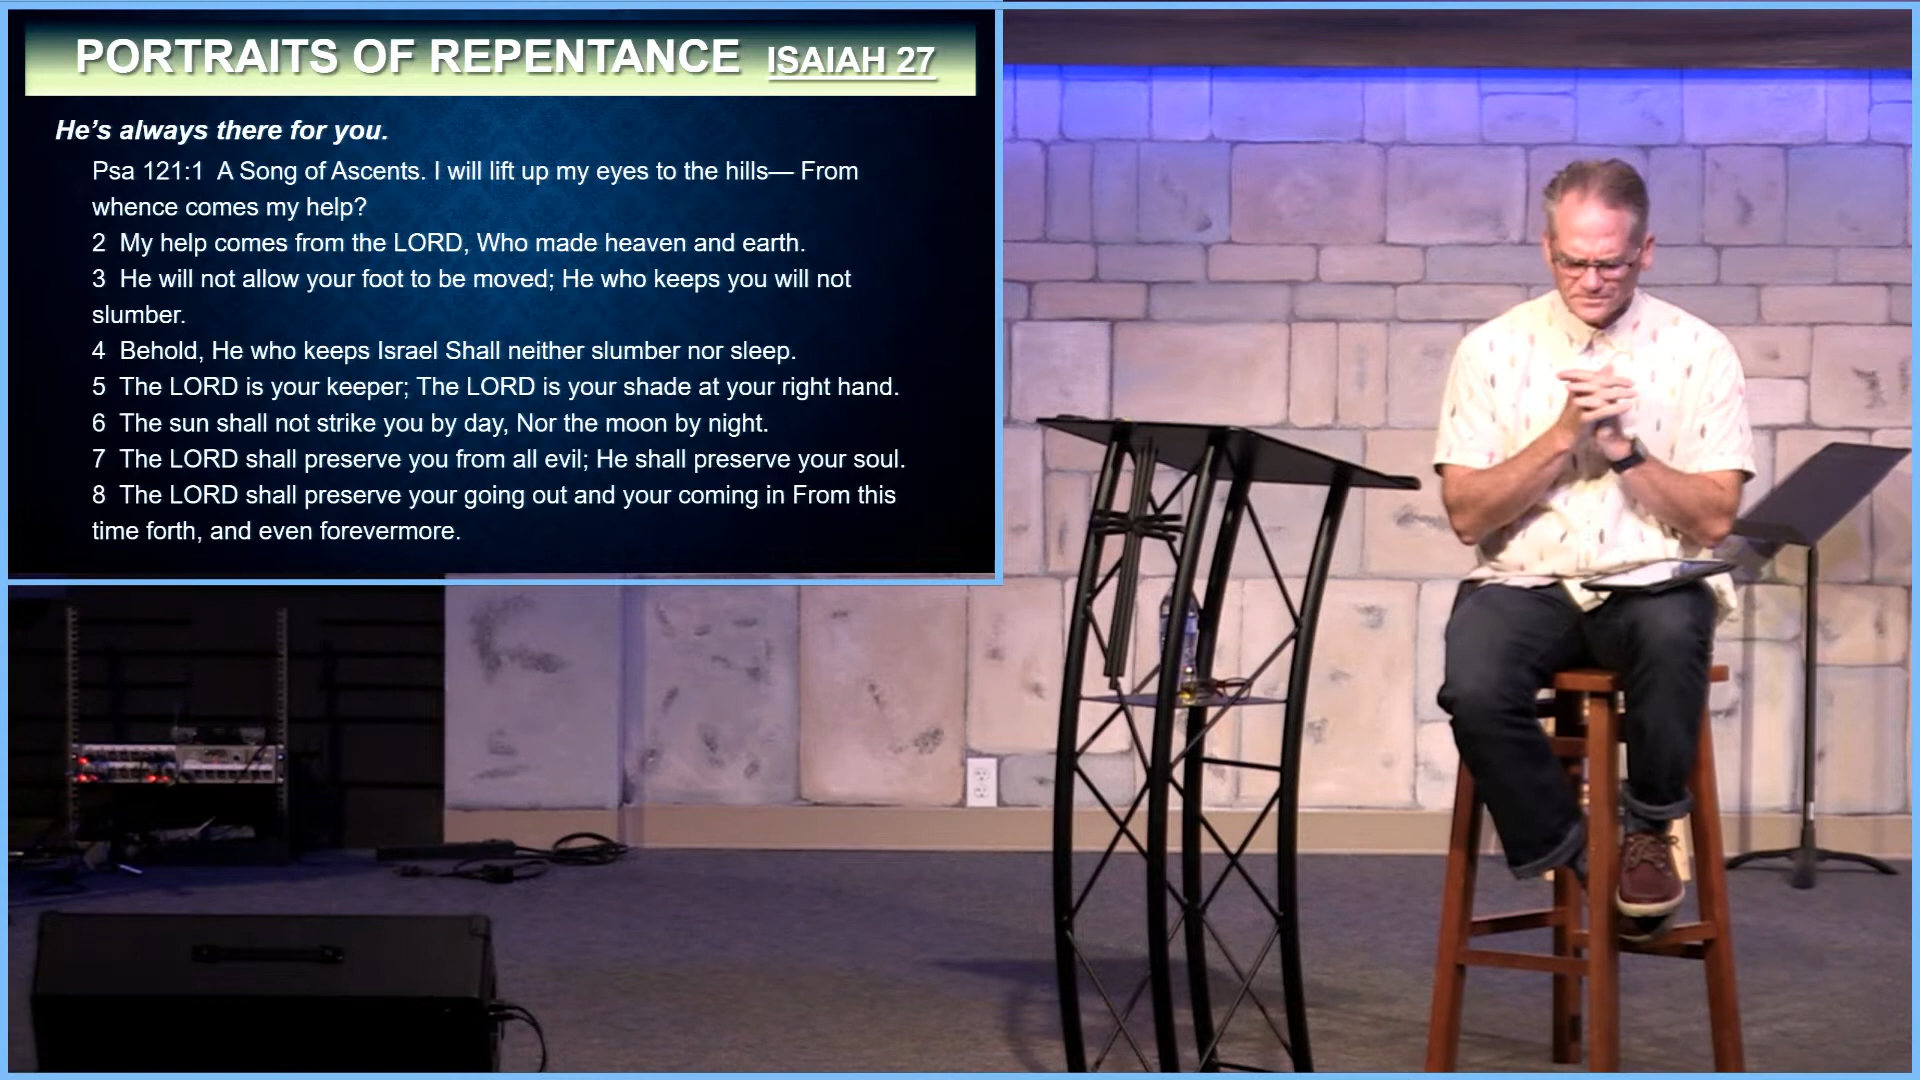 PORTRAITS OF REPENTANCE ISAIAH 27
He's always there for you.
Psa 121:1 A Song of Ascents. I will lift up my eyes to the hills— From
whence comes my help?
2 My help comes from the LORD, Who made heaven and earth.
3 He will not allow your foot to be moved; He who keeps you will not
slumber.
4 Behold, He who keeps Israel Shall neither slumber nor sleep.
5 The LORD is your keeper; The LORD is your shade at your right hand.
6 The sun shall not strike you by day, Nor the moon by night.
7 The LORD shall preserve you from all evil; He shall preserve your soul.
8 The LORD shall preserve your going out and your coming in From this
time forth, and even forevermore.